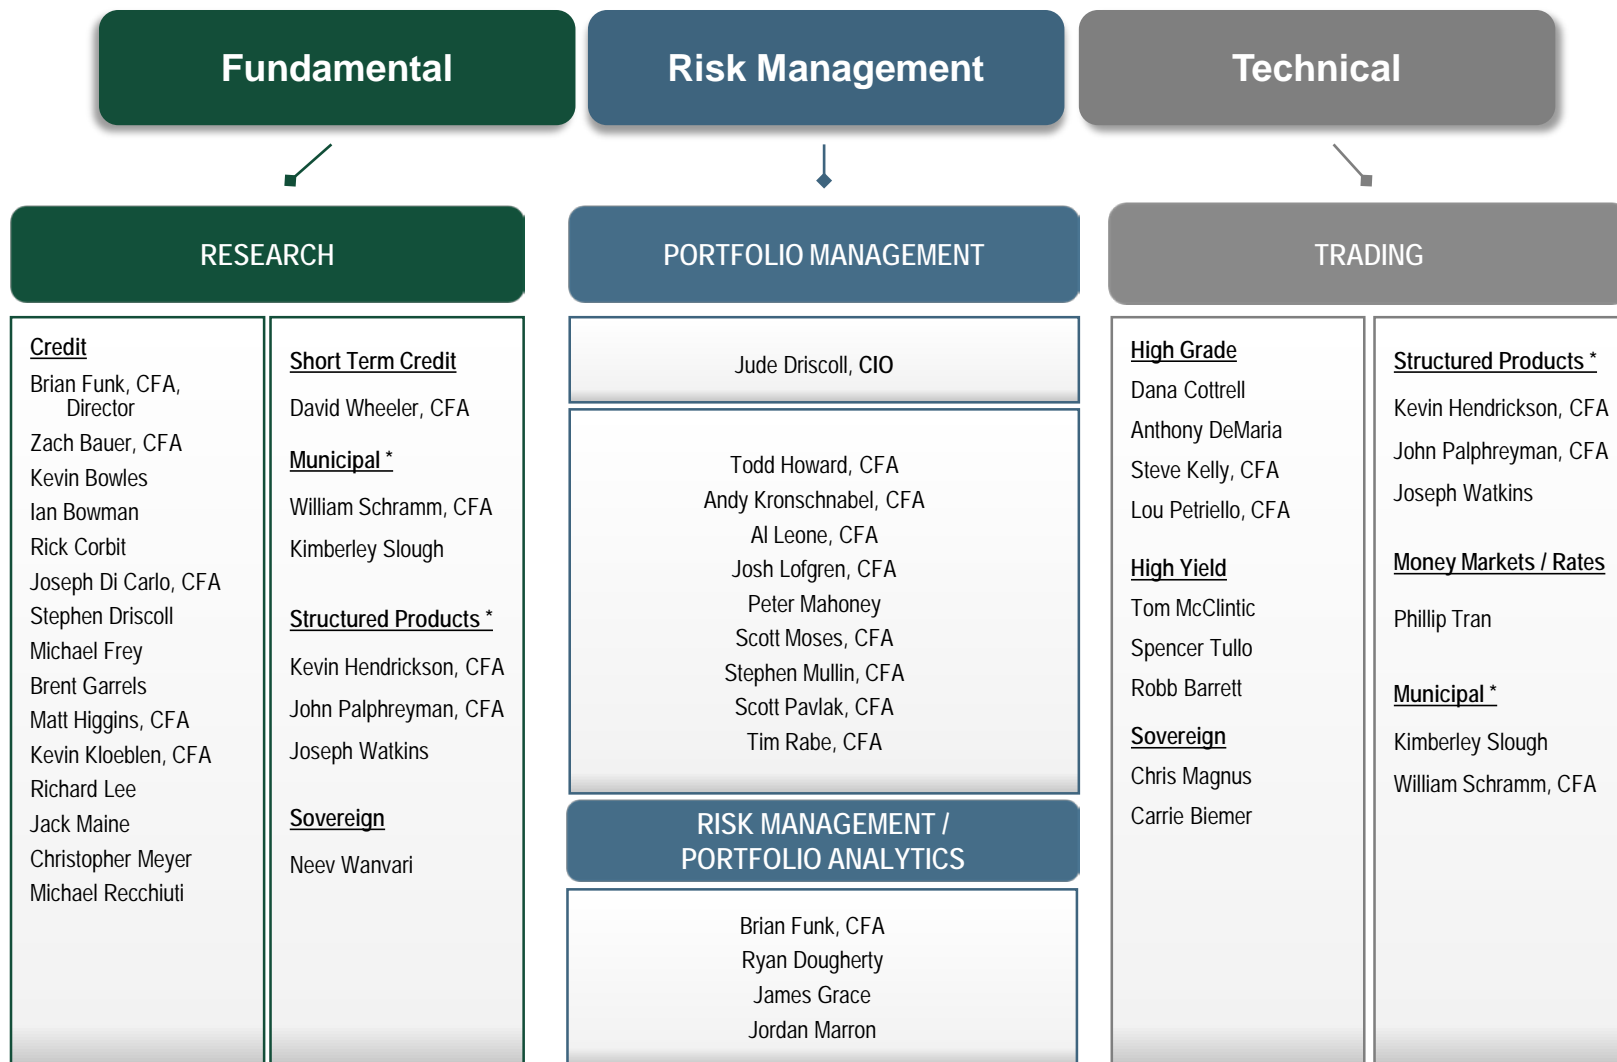 Fundamental
Risk Management
Technical
RESEARCH
Credit
Brian Funk, CFA,
Director
Zach Bauer, CFA
Kevin Bowles
Ian Bowman
Rick Corbit
Joseph Di Carlo, CFA
Stephen Driscoll
Michael Frey
Brent Garrels
Matt Higgins, CFA
Kevin Kloeblen, CFA
Richard Lee
Jack Maine
Christopher Meyer
Michael Recchiuti
Short Term Credit
David Wheeler, CFA
Municipal *
William Schramm, CFA
Kimberley Slough
Structured Products *
Kevin Hendrickson, CFA
John Palphreyman, CFA
Joseph Watkins
Sovereign
Neev Wanvari
PORTFOLIO MANAGEMENT
Jude Driscoll, CIO
Todd Howard, CFA
Andy Kronschnabel, CFA
Al Leone, CFA
Josh Lofgren, CFA
Peter Mahoney
Scott Moses, CFA
Stephen Mullin, CFA
Scott Pavlak, CFA
Tim Rabe, CFA
RISK MANAGEMENT /
PORTFOLIO ANALYTICS
Brian Funk, CFA
Ryan Dougherty
James Grace
Jordan Marron
TRADING
High Grade
Dana Cottrell
Anthony DeMaria
Steve Kelly, CFA
Lou Petriello, CFA
High Yield
Tom McClintic
Spencer Tullo
Robb Barrett
Sovereign
Chris Magnus
Carrie Biemer
Structured Products *
Kevin Hendrickson, CFA
John Palphreyman, CFA
Joseph Watkins
Money Markets / Rates
Phillip Tran
Municipal *
Kimberley Slough
William Schramm, CFA